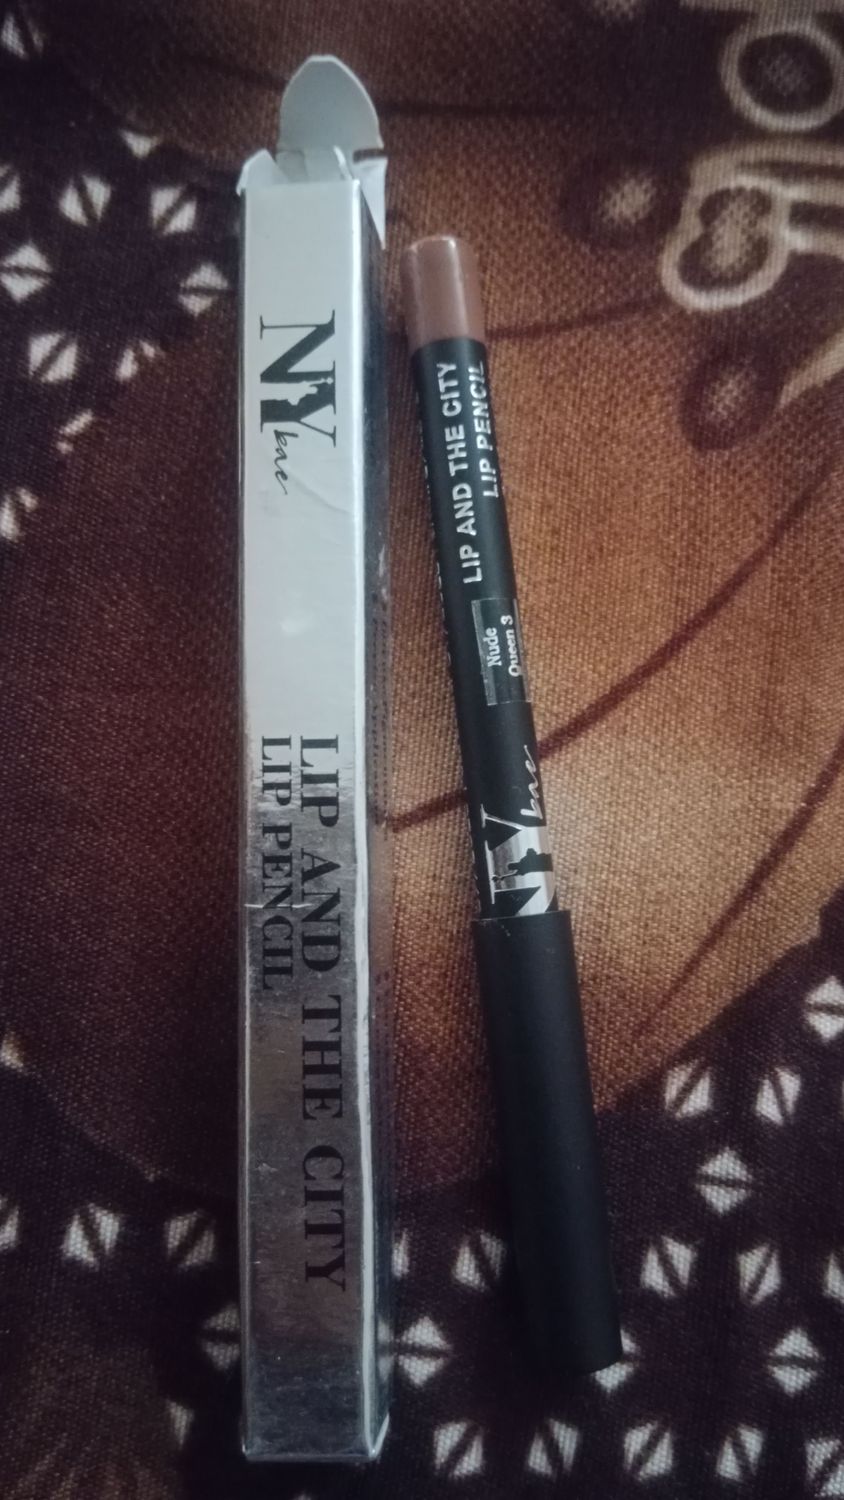 NY
bae
LIP AND THE CITY
LIP PENCIL
LIP AND THE CITY
LIP PENCIL
Nude
Queen 3
NY
bae